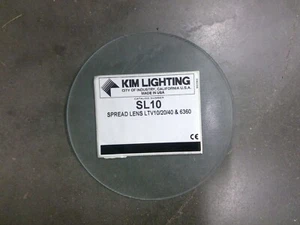 KIM LIGHTING
CITY OF INDUSTRY, CALIFORNIA U.S.A.
MADE IN USA
SL10
SPREAD LENS LTV10/20/40 & 6360
CE